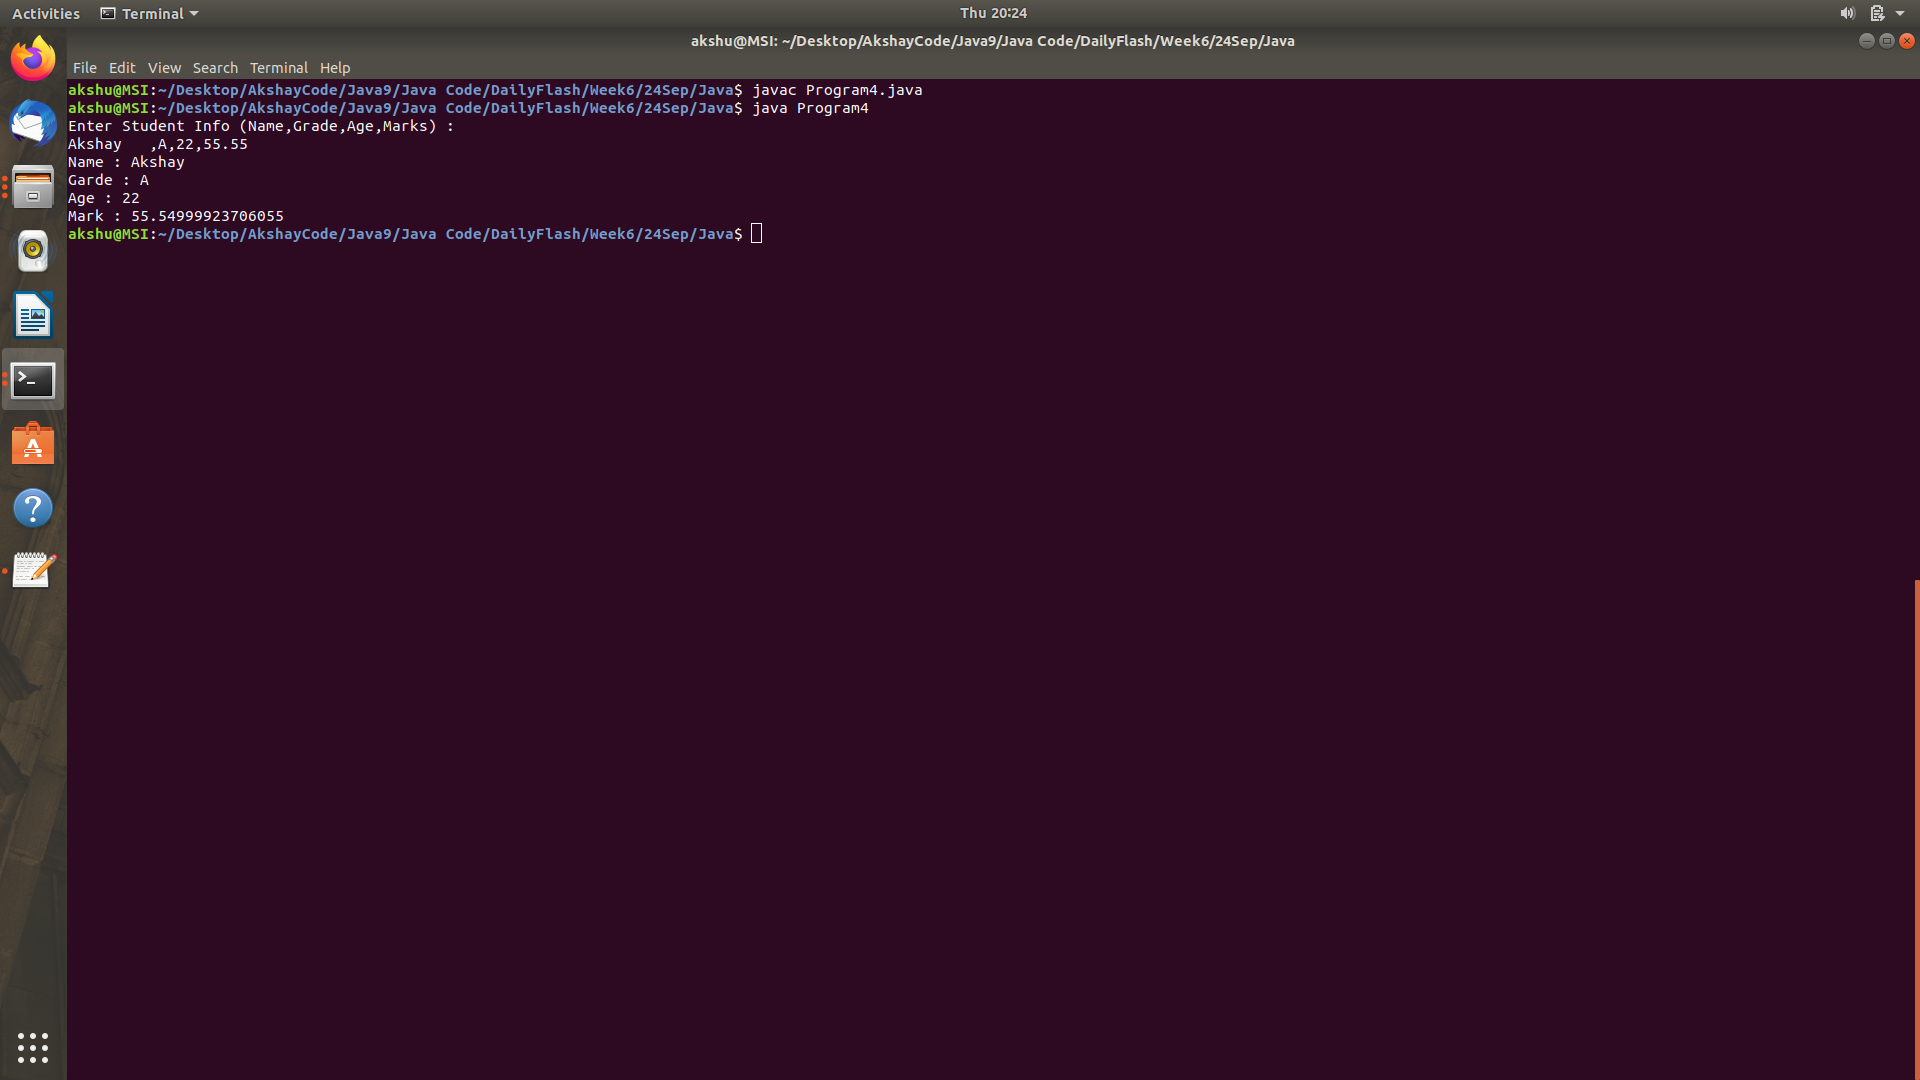 Activities Terminal Thu 20:24
akshu@MSI: ~/Desktop/AkshayCode/Java9/Java Code/DailyFlash/Week6/24Sep/Java
File Edit View Search Terminal Help
akshu@MSI:~/Desktop/AkshayCode/Java9/Java Code/DailyFlash/Week6/24Sep/Java$ javac Program4.java
akshu@MSI:~/Desktop/AkshayCode/Java9/Java Code/DailyFlash/Week6/24Sep/Java$ java Program4
Enter Student Info (Name,Grade,Age,Marks) :
Akshay   ,A,22,55.55
Name : Akshay
Garde : A
Age : 22
Mark : 55.54999923706055
akshu@MSI:~/Desktop/AkshayCode/Java9/Java Code/DailyFlash/Week6/24Sep/Java$